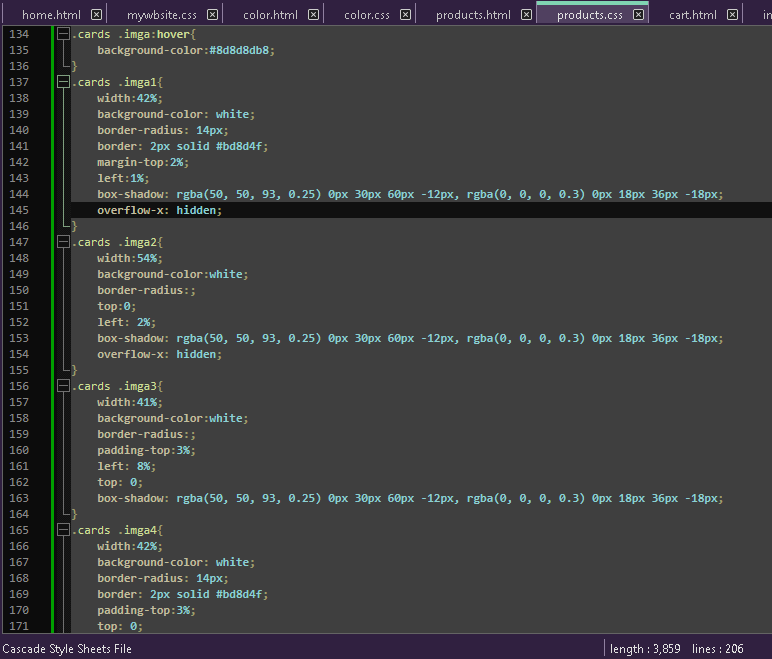 home.html mywbsite.css color.html color.css products.html products.css cart.html in
134 .cards .imga:hover{
135 background-color:#8d8d8db8;
136 }
137 .cards .imga1{
138 width:42%;
139 background-color: white;
140 border-radius: 14px;
141 border: 2px solid #bd8d4f;
142 margin-top:2%;
143 left:1%;
144 box-shadow: rgba(50, 50, 93, 0.25) 0px 30px 60px -12px, rgba(0, 0, 0, 0.3) 0px 18px 36px -18px;
145 overflow-x: hidden;
146 }
147 .cards .imga2{
148 width:54%;
149 background-color:white;
150 border-radius:;
151 top:0;
152 left: 2%;
153 box-shadow: rgba(50, 50, 93, 0.25) 0px 30px 60px -12px, rgba(0, 0, 0, 0.3) 0px 18px 36px -18px;
154 overflow-x: hidden;
155 }
156 .cards .imga3{
157 width:41%;
158 background-color:white;
159 border-radius:;
160 padding-top:3%;
161 left: 8%;
162 top: 0;
163 box-shadow: rgba(50, 50, 93, 0.25) 0px 30px 60px -12px, rgba(0, 0, 0, 0.3) 0px 18px 36px -18px;
164 }
165 .cards .imga4{
166 width:42%;
167 background-color: white;
168 border-radius: 14px;
169 border: 2px solid #bd8d4f;
170 padding-top:3%;
171 top: 0;
Cascade Style Sheets File length : 3,859 lines : 206